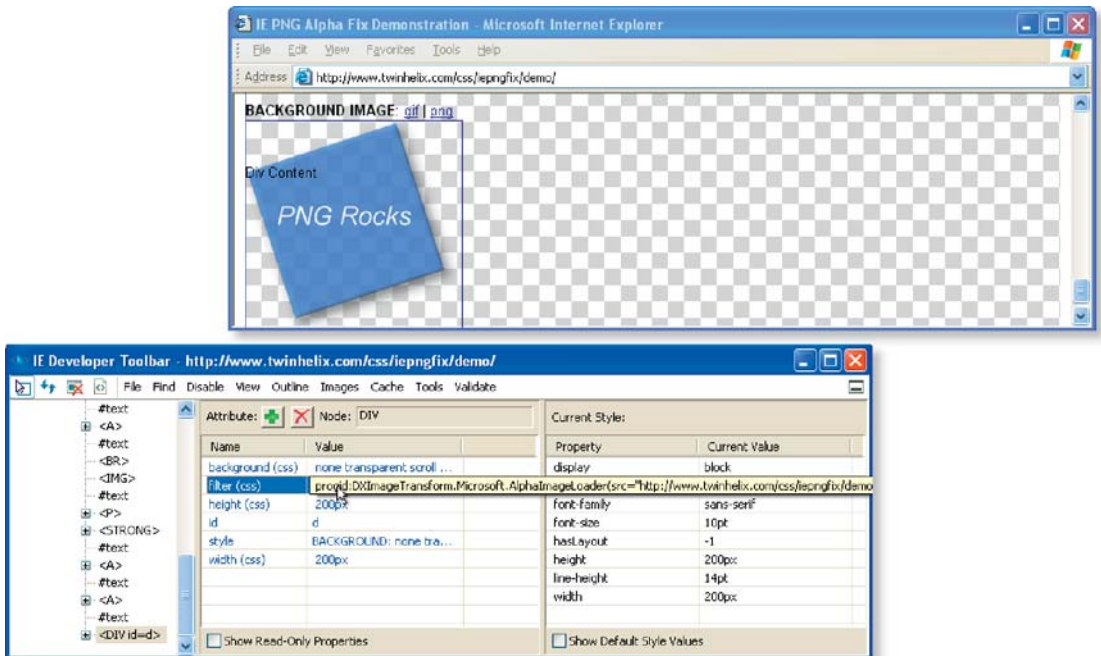 IE PNG Alpha Fix Demonstration - Microsoft Internet Explorer
File Edit View Favorites Tools Help
Address http://www.twinhelix.com/css/iepngfix/demo/
BACKGROUND IMAGE: gif | png
Div Content
PNG Rocks
IE Developer Toolbar - http://www.twinhelix.com/css/iepngfix/demo/
File Find Disable View Outline Images Cache Tools Validate
#text
<A>
#text
<BR>
<IMG>
#text
<P>
<STRONG>
#text
<A>
#text
<A>
#text
<DIV id=d>
Attribute: Node: DIV
Name Value
background (css) none transparent scroll ...
filter (css) progid:DXImageTransform.Microsoft.AlphaImageLoader(src="http://www.twinhelix.com/css/iepngfix/demo
height (css) 200px
id d
style BACKGROUND: none tra...
width (css) 200px
Show Read-Only Properties
Current Style:
Property Current Value
display block
font-family sans-serif
font-size 10pt
hasLayout -1
height 200px
line-height 14pt
width 200px
Show Default Style Values